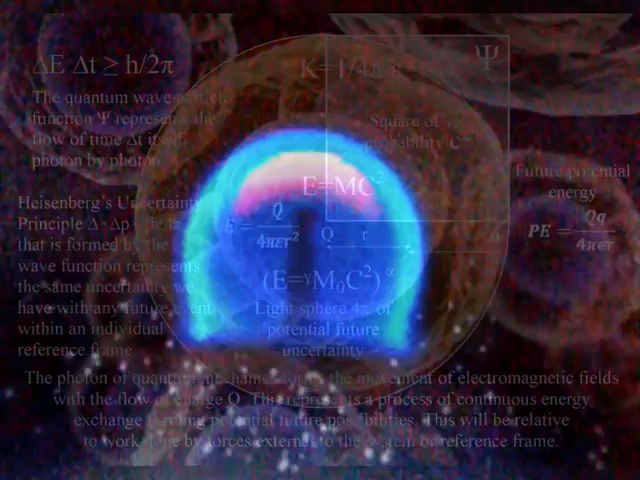 ΔE Δt ≥ h/2π
K=1/4
Ψ
The quantum wave particle
function Ψ represents the
flow of time Δt itself
photon by photon
Square of
probability C²
Future potential
energy
E=MC²
Heisenberg's Uncertainty
Principle
that is formed by the
wave function represents
the same uncertainty we
have with any future event
within an individual
reference frame
E = Q/4πεr²
Q
r
PE = Qq/4πεr
(E=ᵞM₀C²)
Light sphere 4π of
potential future
uncertainty
The photon of quantum mechanics the movement of electromagnetic fields
with the flow of charge Q. This represents a process of continuous energy
exchange forming potential future possibilities. This will be relative
to work done by forces external to the system or reference frame.